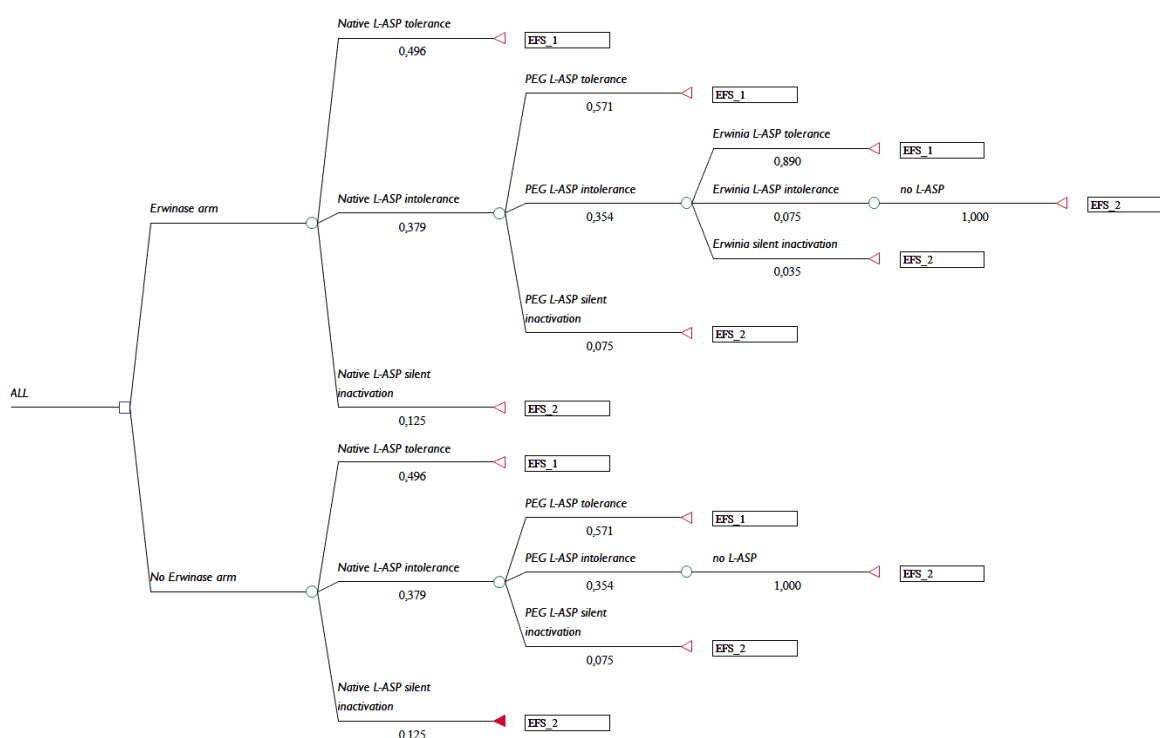 Native L-ASP tolerance
0,496
EFS_1
PEG L-ASP tolerance
0,571
EFS_1
Erwinia L-ASP tolerance
0,890
EFS_1
Erwinase arm
Native L-ASP intolerance
0,379
PEG L-ASP intolerance
0,354
Erwinia L-ASP intolerance
0,075
no L-ASP
1,000
EFS_2
Erwinia silent inactivation
0,035
EFS_2
PEG L-ASP silent
inactivation
0,075
EFS_2
Native L-ASP silent
inactivation
0,125
EFS_2
ALL
Native L-ASP tolerance
0,496
EFS_1
PEG L-ASP tolerance
0,571
EFS_1
No Erwinase arm
Native L-ASP intolerance
0,379
PEG L-ASP intolerance
0,354
no L-ASP
1,000
EFS_2
PEG L-ASP silent
inactivation
0,075
EFS_2
Native L-ASP silent
inactivation
0,125
EFS_2